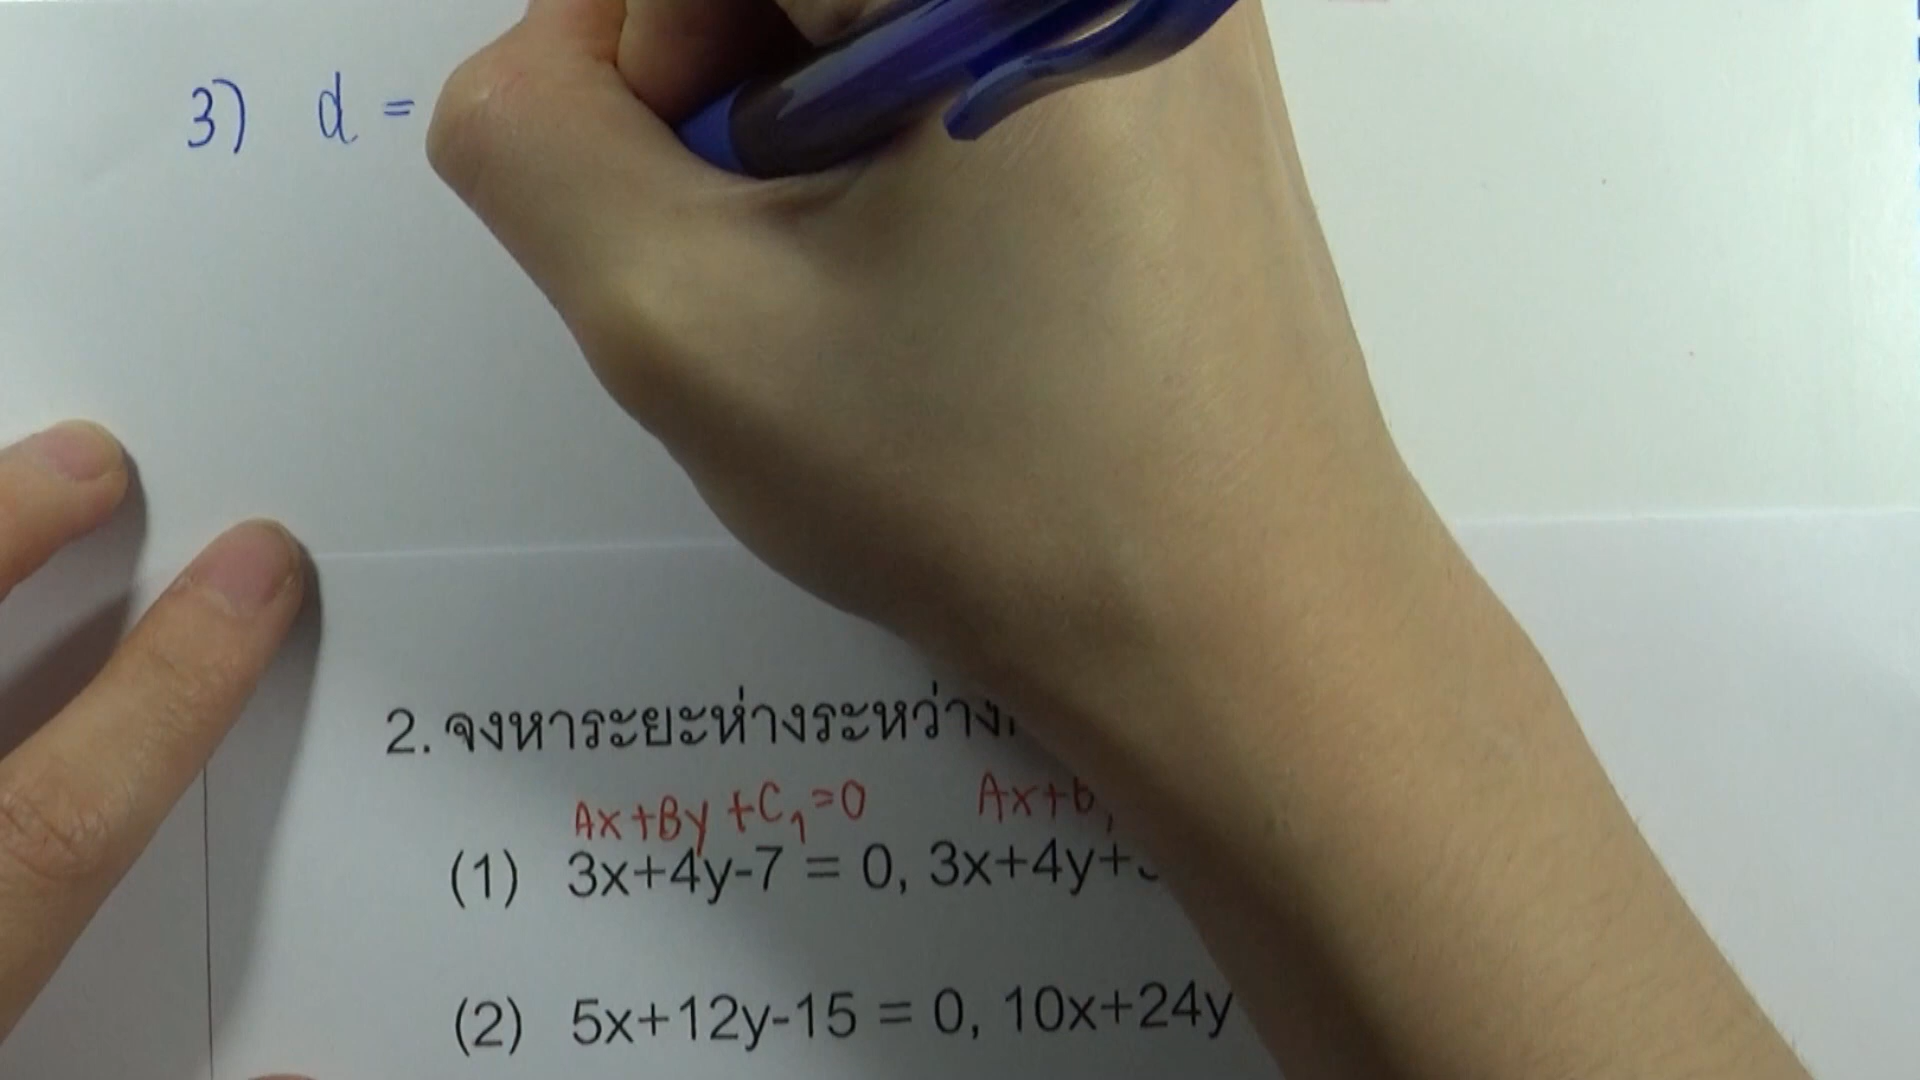 3) d =
2. จงหาระยะห่างระหว่าง
Ax+By+C₁=0 Ax+B
(1) 3x+4y-7 = 0, 3x+4y+
(2) 5x+12y-15 = 0, 10x+24y